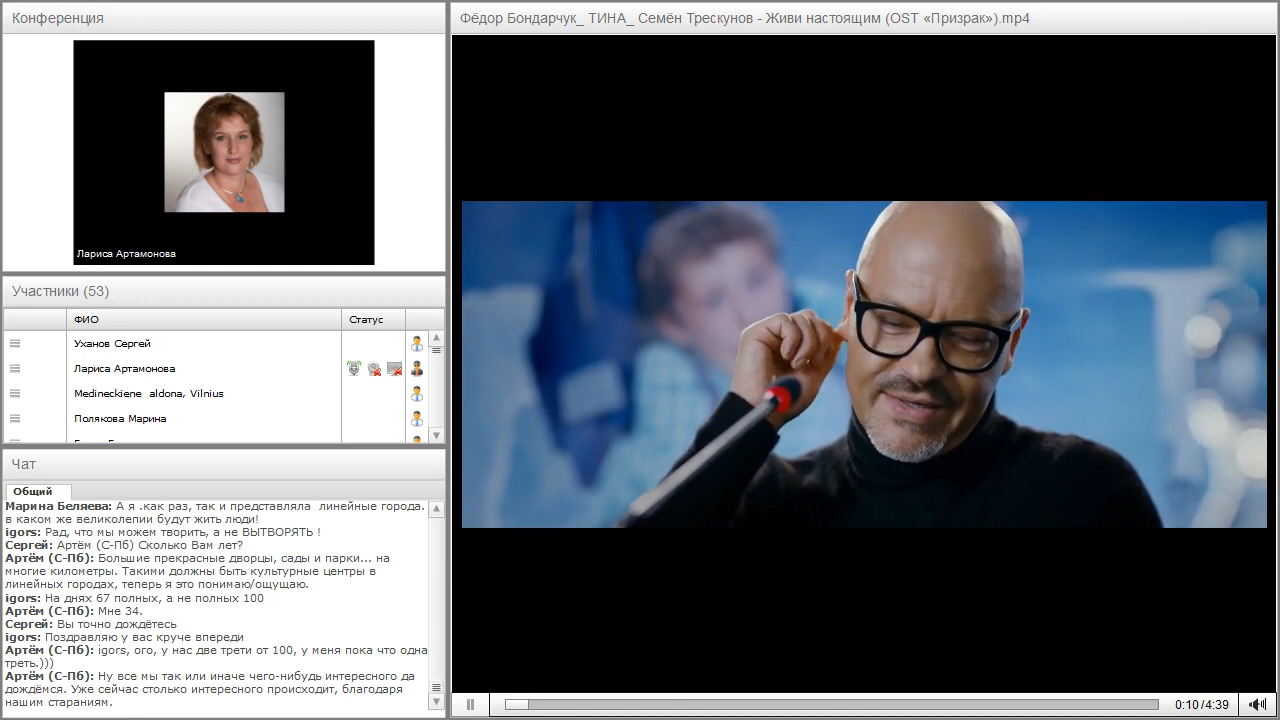 Конференция
Лариса Артамонова
Участники (53)
ФИО
Статус
Уханов Сергей
Лариса Артамонова
Medineckiene aldona, Vilnius
Полякова Марина
Чат
Общий
Марина Беляева: А я .как раз, так и представляла линейные города.
в каком же великолепии будут жить люди!
igors: Рад, что мы можем творить, а не ВЫТВОРЯТЬ !
Сергей: Артём (С-Пб) Сколько Вам лет?
Артём (С-Пб): Большие прекрасные дворцы, сады и парки... на
многие километры. Такими должны быть культурные центры в
линейных городах, теперь я это понимаю/ощущаю.
igors: На днях 67 полных, а не полных 100
Артём (С-Пб): Мне 34.
Сергей: Вы точно дождётесь
igors: Поздравляю у вас круче впереди
Артём (С-Пб): igors, ого, у нас две трети от 100, у меня пока что одна
треть.)))
Артём (С-Пб): Ну все мы так или иначе чего-нибудь интересного да
дождёмся. Уже сейчас столько интересного происходит, благодаря
нашим стараниям.
Фёдор Бондарчук_ ТИНА_ Семён Трескунов - Живи настоящим (OST «Призрак»).mp4
0:10/4:39